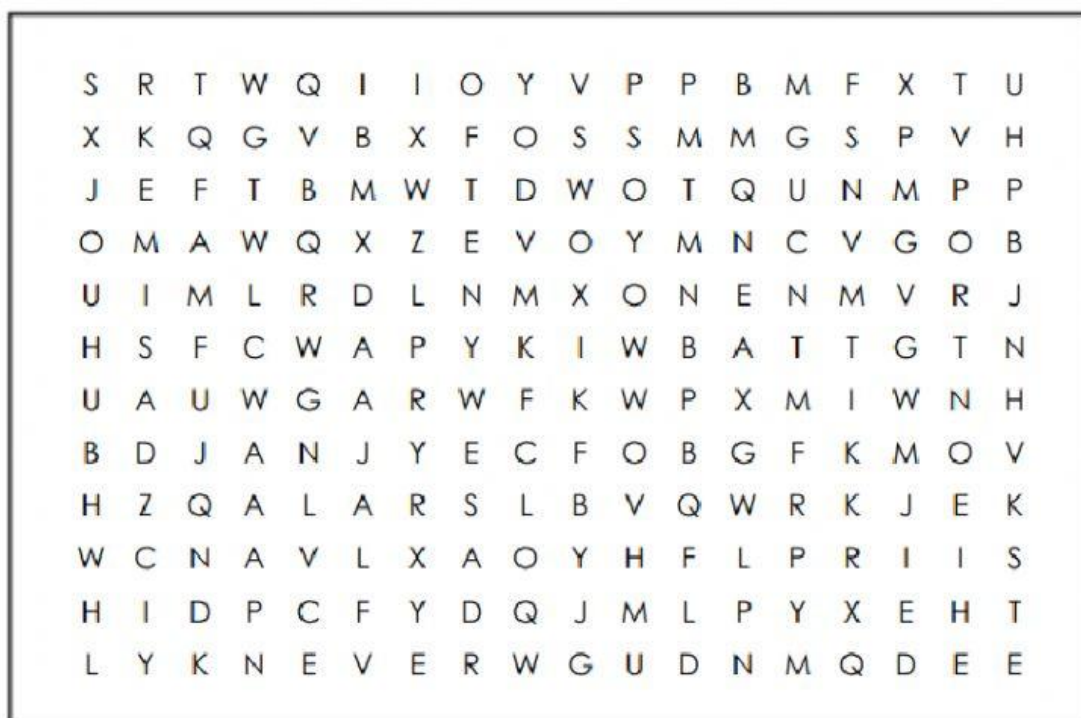 S R T W Q I I O Y V P P B M F X T U
X K Q G V B X F O S S M M G S P V H
J E F T B M W T D W O T Q U N M P P
O M A W Q X Z E V O Y M N C V G O B
U I M L R D L N M X O N E N M V R J
H S F C W A P Y K I W B A T T G T N
U A U W G A R W F K W P X M I W N H
B D J A N J Y E C F O B G F K M O V
H Z Q A L A R S L B V Q W R K J E K
W C N A V L X A O Y H F L P R I I S
H I D P C F Y D Q J M L P Y X E H T
L Y K N E V E R W G U D N M Q D E E